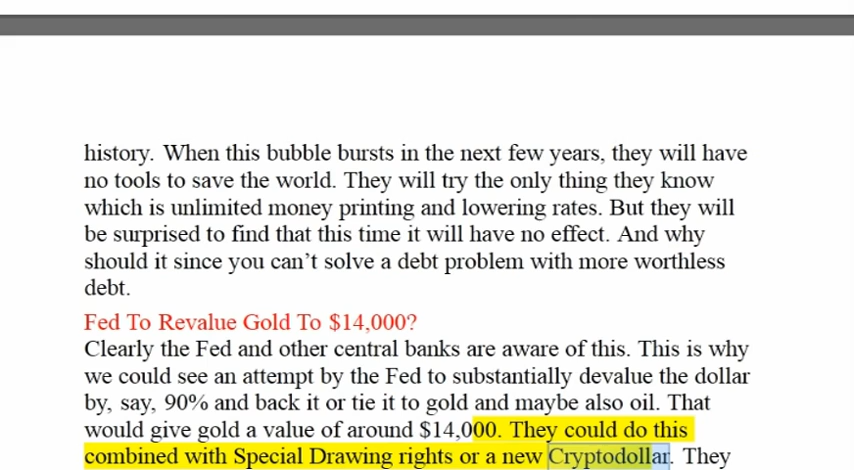 history. When this bubble bursts in the next few years, they will have
no tools to save the world. They will try the only thing they know
which is unlimited money printing and lowering rates. But they will
be surprised to find that this time it will have no effect. And why
should it since you can’t solve a debt problem with more worthless
debt.
Fed To Revalue Gold To $14,000?
Clearly the Fed and other central banks are aware of this. This is why
we could see an attempt by the Fed to substantially devalue the dollar
by, say, 90% and back it or tie it to gold and maybe also oil. That
would give gold a value of around $14,000. They could do this
combined with Special Drawing rights or a new Cryptodollar. They